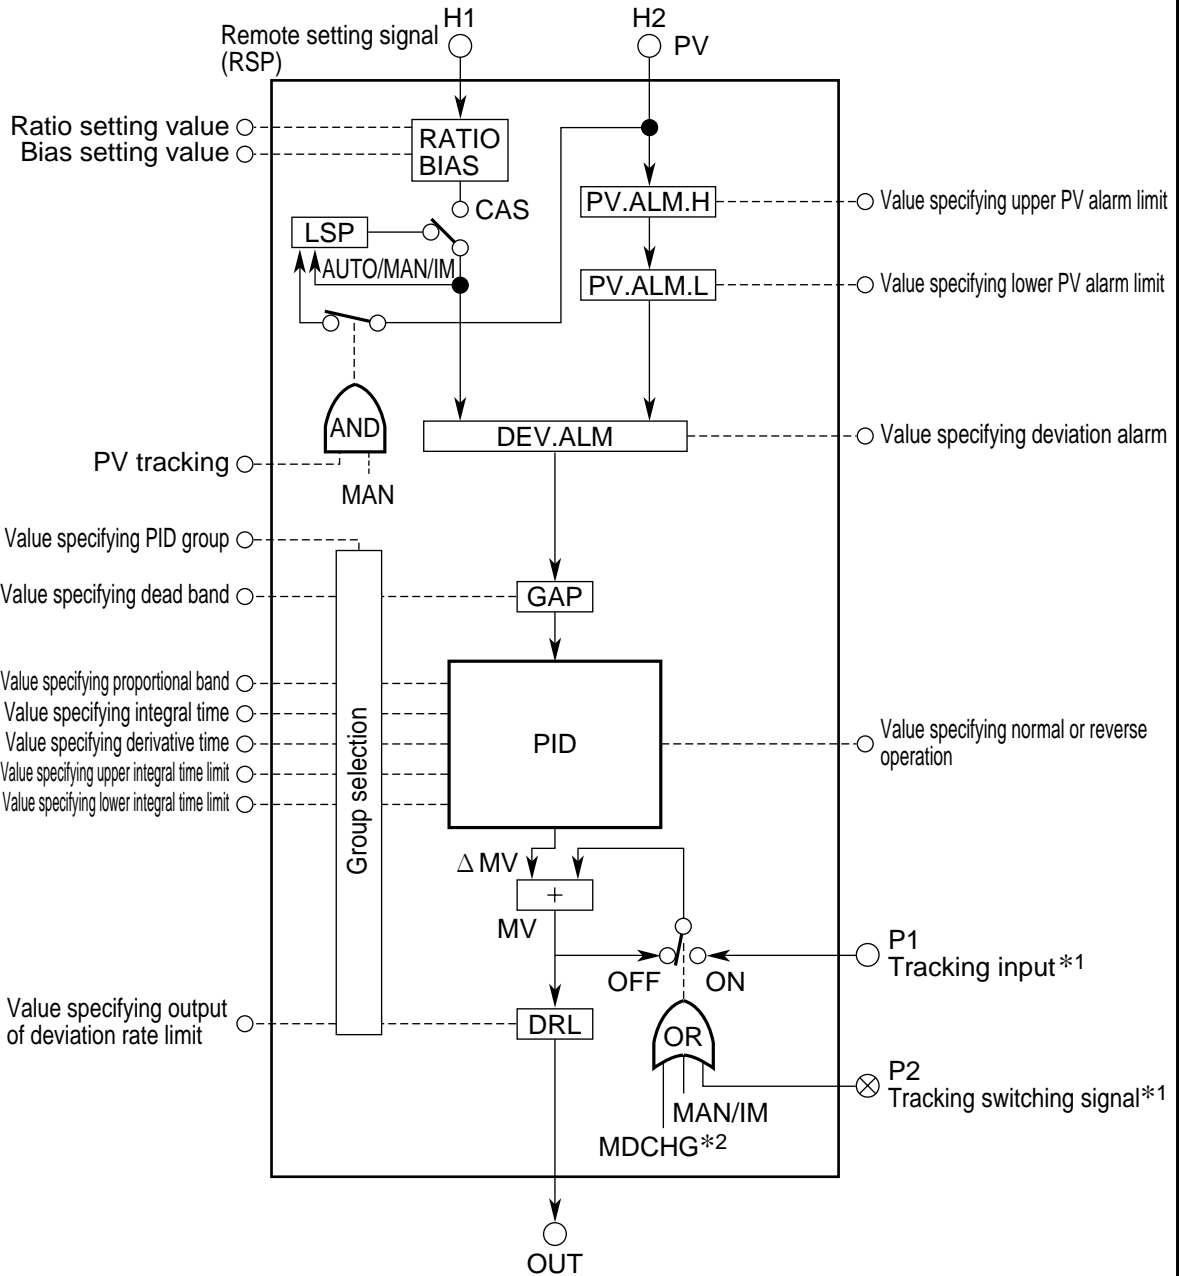 H1
H2
Remote setting signal
(RSP)
PV
Ratio setting value
Bias setting value
RATIO
BIAS
CAS
LSP
AUTO/MAN/IM
PV.ALM.H
Value specifying upper PV alarm limit
PV.ALM.L
Value specifying lower PV alarm limit
AND
DEV.ALM
Value specifying deviation alarm
PV tracking
MAN
Value specifying PID group
Value specifying dead band
GAP
Value specifying proportional band
Value specifying integral time
Value specifying derivative time
Value specifying upper integral time limit
Value specifying lower integral time limit
Group selection
PID
Value specifying normal or reverse
operation
Δ MV
+
MV
OFF
ON
P1
Tracking input*1
Value specifying output
of deviation rate limit
DRL
OR
P2
Tracking switching signal*1
MAN/IM
MDCHG*2
OUT